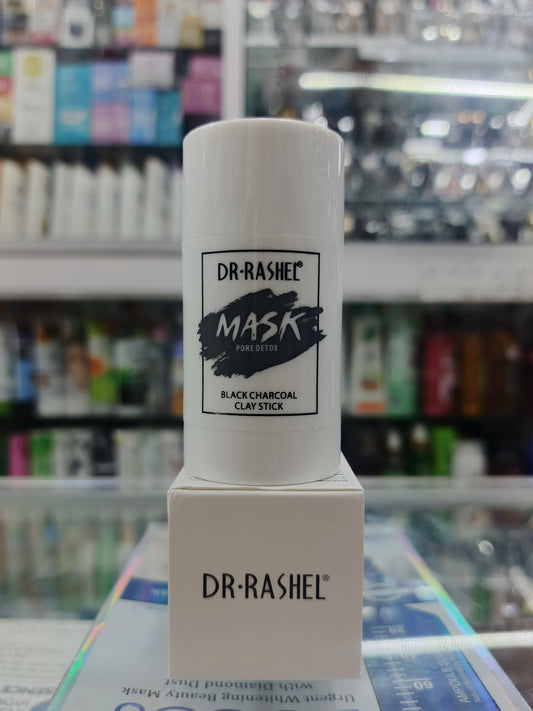 DR·RASHEL®
MASK
PORE DETOX
BLACK CHARCOAL
CLAY STICK
DR·RASHEL®
Urgent Whitening Beauty Mask
with Diamond Dust